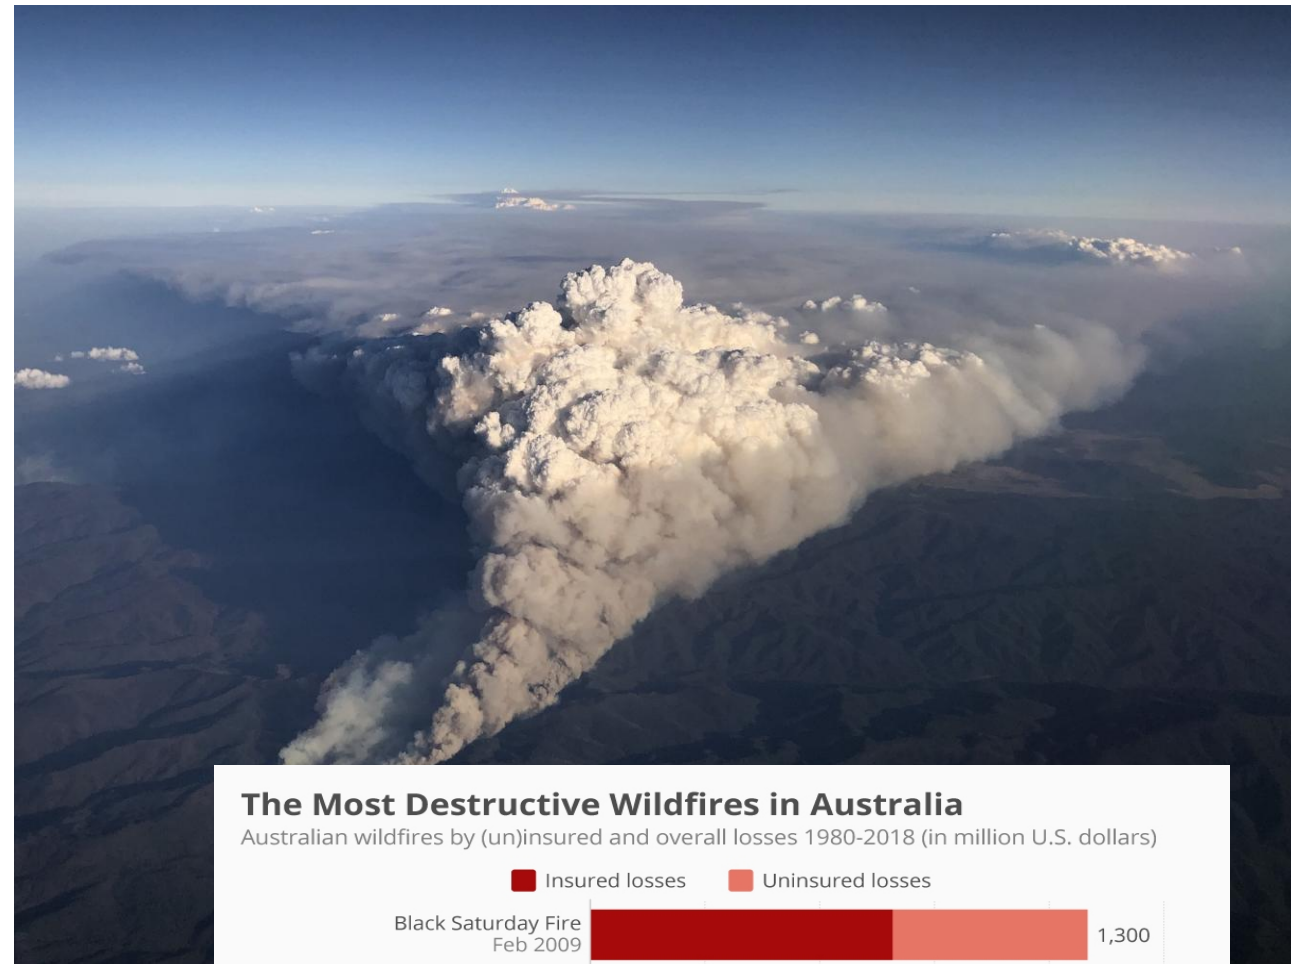 The Most Destructive Wildfires in Australia
Australian wildfires by (un)insured and overall losses 1980-2018 (in million U.S. dollars)
Insured losses
Uninsured losses
Black Saturday Fire
Feb 2009
1,300